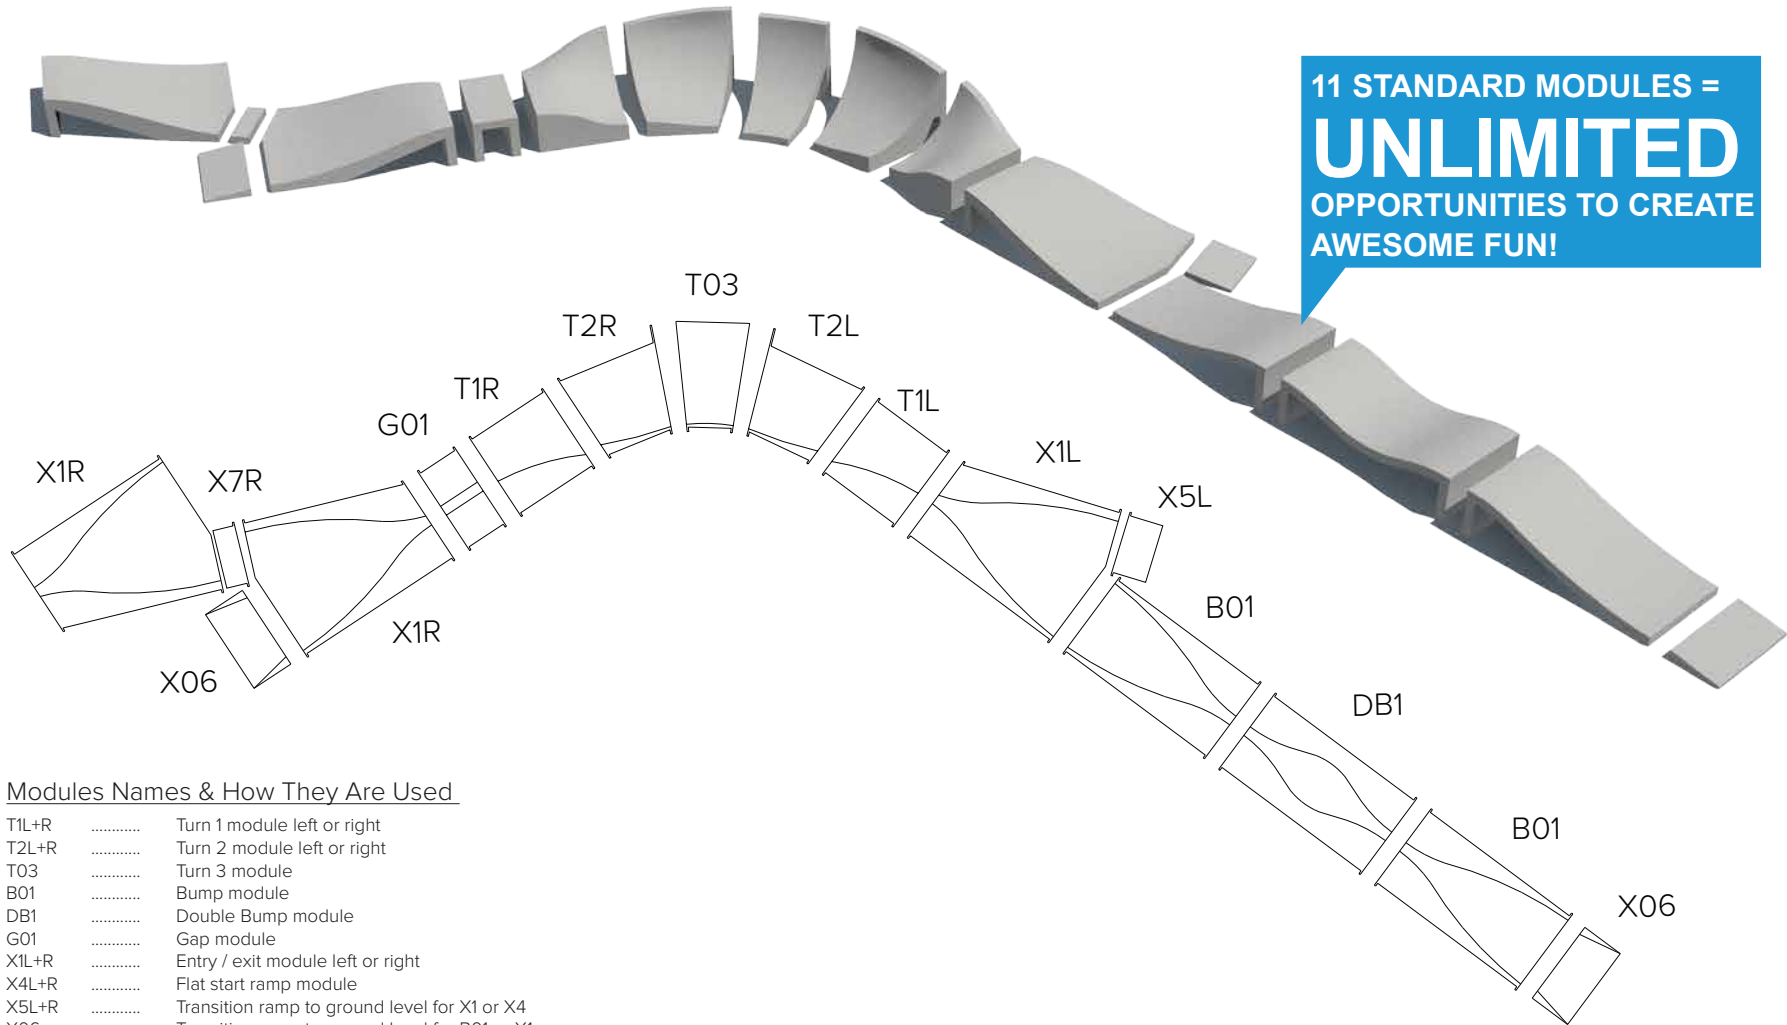 11 STANDARD MODULES =
UNLIMITED
OPPORTUNITIES TO CREATE
AWESOME FUN!
T03
T2R
T2L
T1R
T1L
G01
X1L
X1R
X7R
X5L
B01
X1R
X06
DB1
B01
X06
Modules Names & How They Are Used
T1L+R ............ Turn 1 module left or right
T2L+R ............ Turn 2 module left or right
T03 ............ Turn 3 module
B01 ............ Bump module
DB1 ............ Double Bump module
G01 ............ Gap module
X1L+R ............ Entry / exit module left or right
X4L+R ............ Flat start ramp module
X5L+R ............ Transition ramp to ground level for X1 or X4